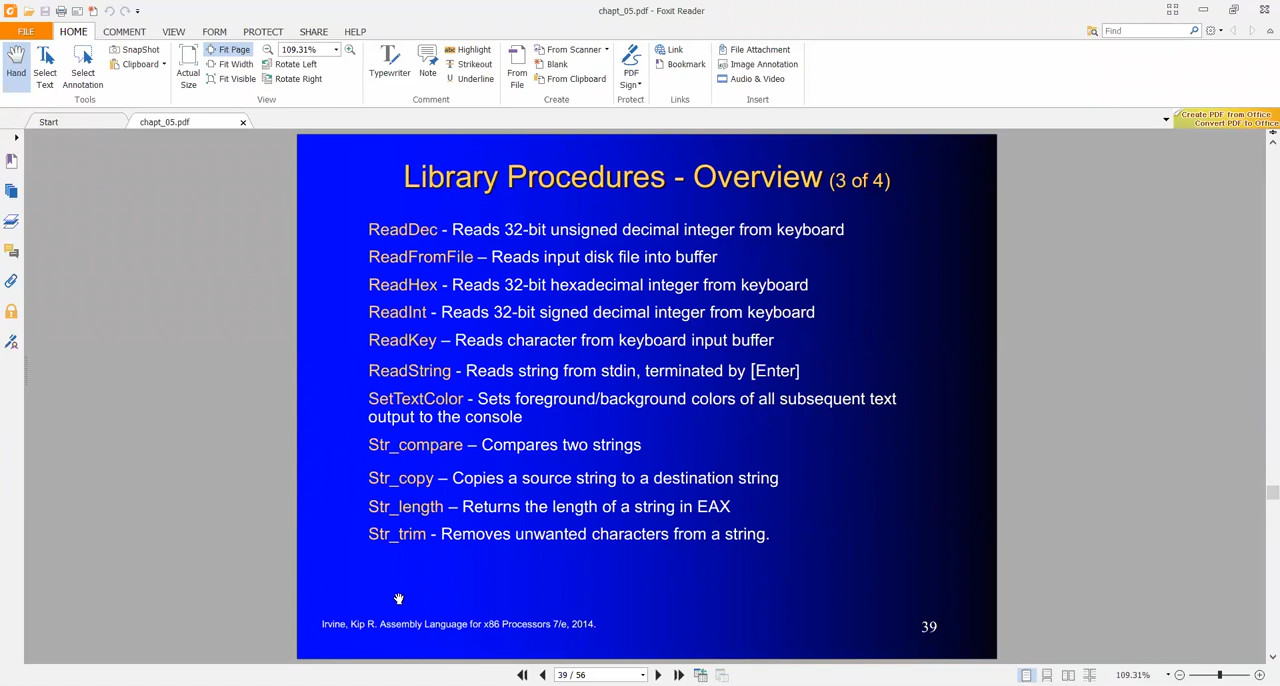 chapt_05.pdf - Foxit Reader
FILE HOME COMMENT VIEW FORM PROTECT SHARE HELP
Find
Hand
Select Text
Select Annotation
SnapShot
Clipboard
Tools
Actual Size
Fit Page
Fit Width
Fit Visible
109.31%
Rotate Left
Rotate Right
View
Typewriter
Note
Highlight
Strikeout
Underline
Comment
From File
From Scanner
Blank
From Clipboard
Create
PDF Sign
Protect
Link
Bookmark
Links
File Attachment
Image Annotation
Audio & Video
Insert
Start
chapt_05.pdf
Create PDF from Office
Convert PDF to Office
Library Procedures - Overview (3 of 4)
ReadDec - Reads 32-bit unsigned decimal integer from keyboard
ReadFromFile – Reads input disk file into buffer
ReadHex - Reads 32-bit hexadecimal integer from keyboard
ReadInt - Reads 32-bit signed decimal integer from keyboard
ReadKey – Reads character from keyboard input buffer
ReadString - Reads string from stdin, terminated by [Enter]
SetTextColor - Sets foreground/background colors of all subsequent text
output to the console
Str_compare – Compares two strings
Str_copy – Copies a source string to a destination string
Str_length – Returns the length of a string in EAX
Str_trim - Removes unwanted characters from a string.
Irvine, Kip R. Assembly Language for x86 Processors 7/e, 2014.
39
39 / 56
109.31%